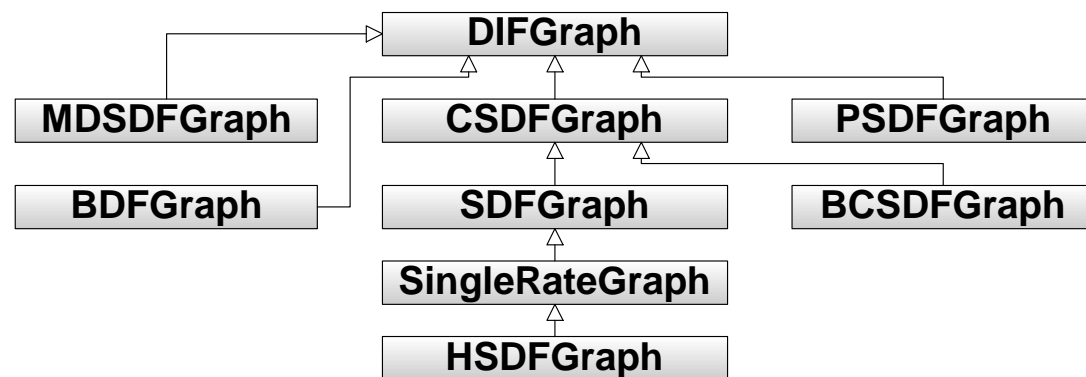 DIFGraph
MDSDFGraph
CSDFGraph
PSDFGraph
BDFGraph
SDFGraph
BCSDFGraph
SingleRateGraph
HSDFGraph